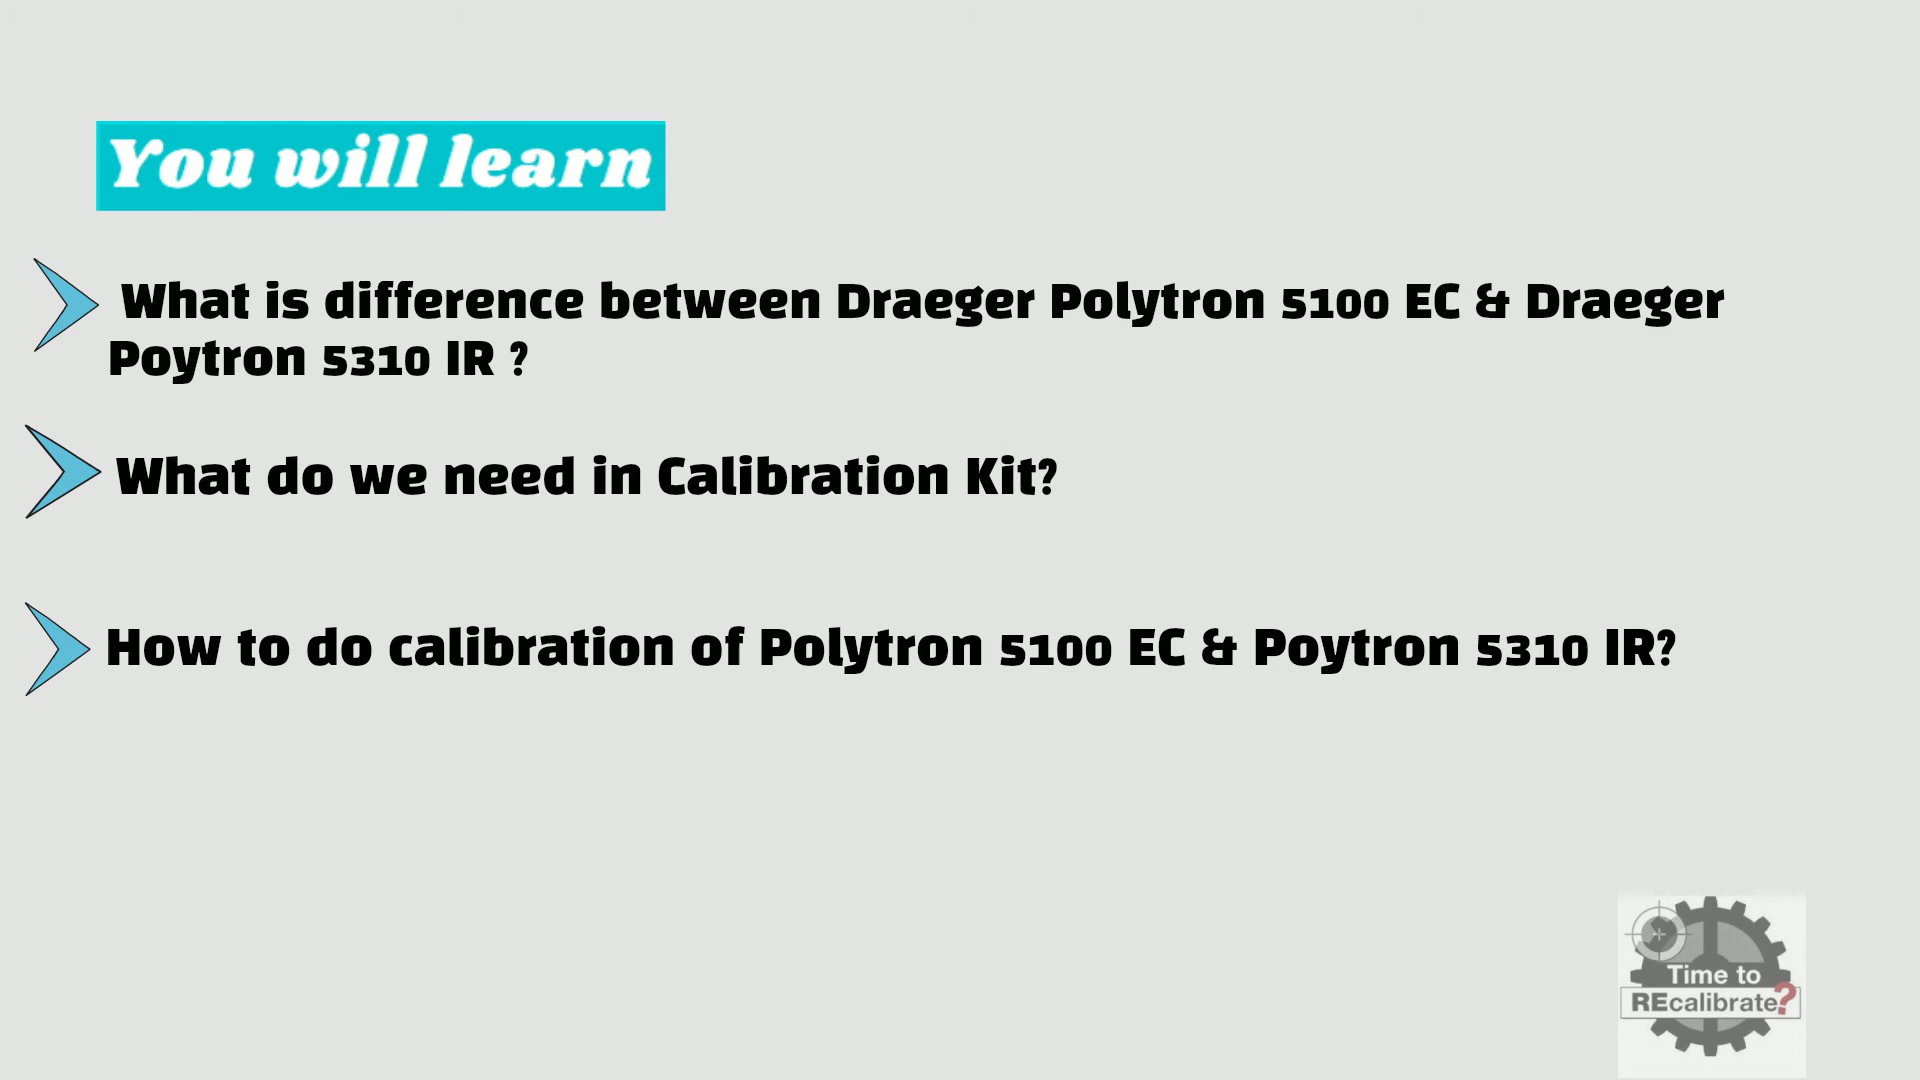 You will learn
What is difference between Draeger Polytron 5100 EC & Draeger
Poytron 5310 IR ?
What do we need in Calibration Kit?
How to do calibration of Polytron 5100 EC & Poytron 5310 IR?
Time to
REcalibrate?